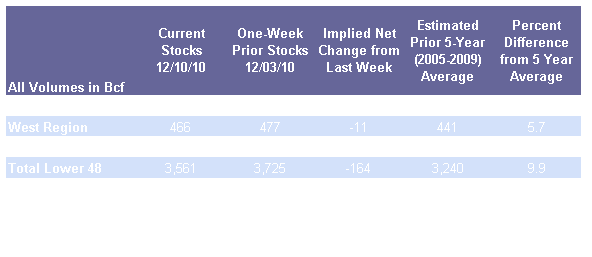 All Volumes in Bcf Current Stocks 12/10/10 One-Week Prior Stocks 12/03/10 Implied Net Change from Last Week Estimated Prior 5-Year (2005-2009) Average Percent Difference from 5 Year Average
West Region 466 477 -11 441 5.7
Total Lower 48 3,561 3,725 -164 3,240 9.9